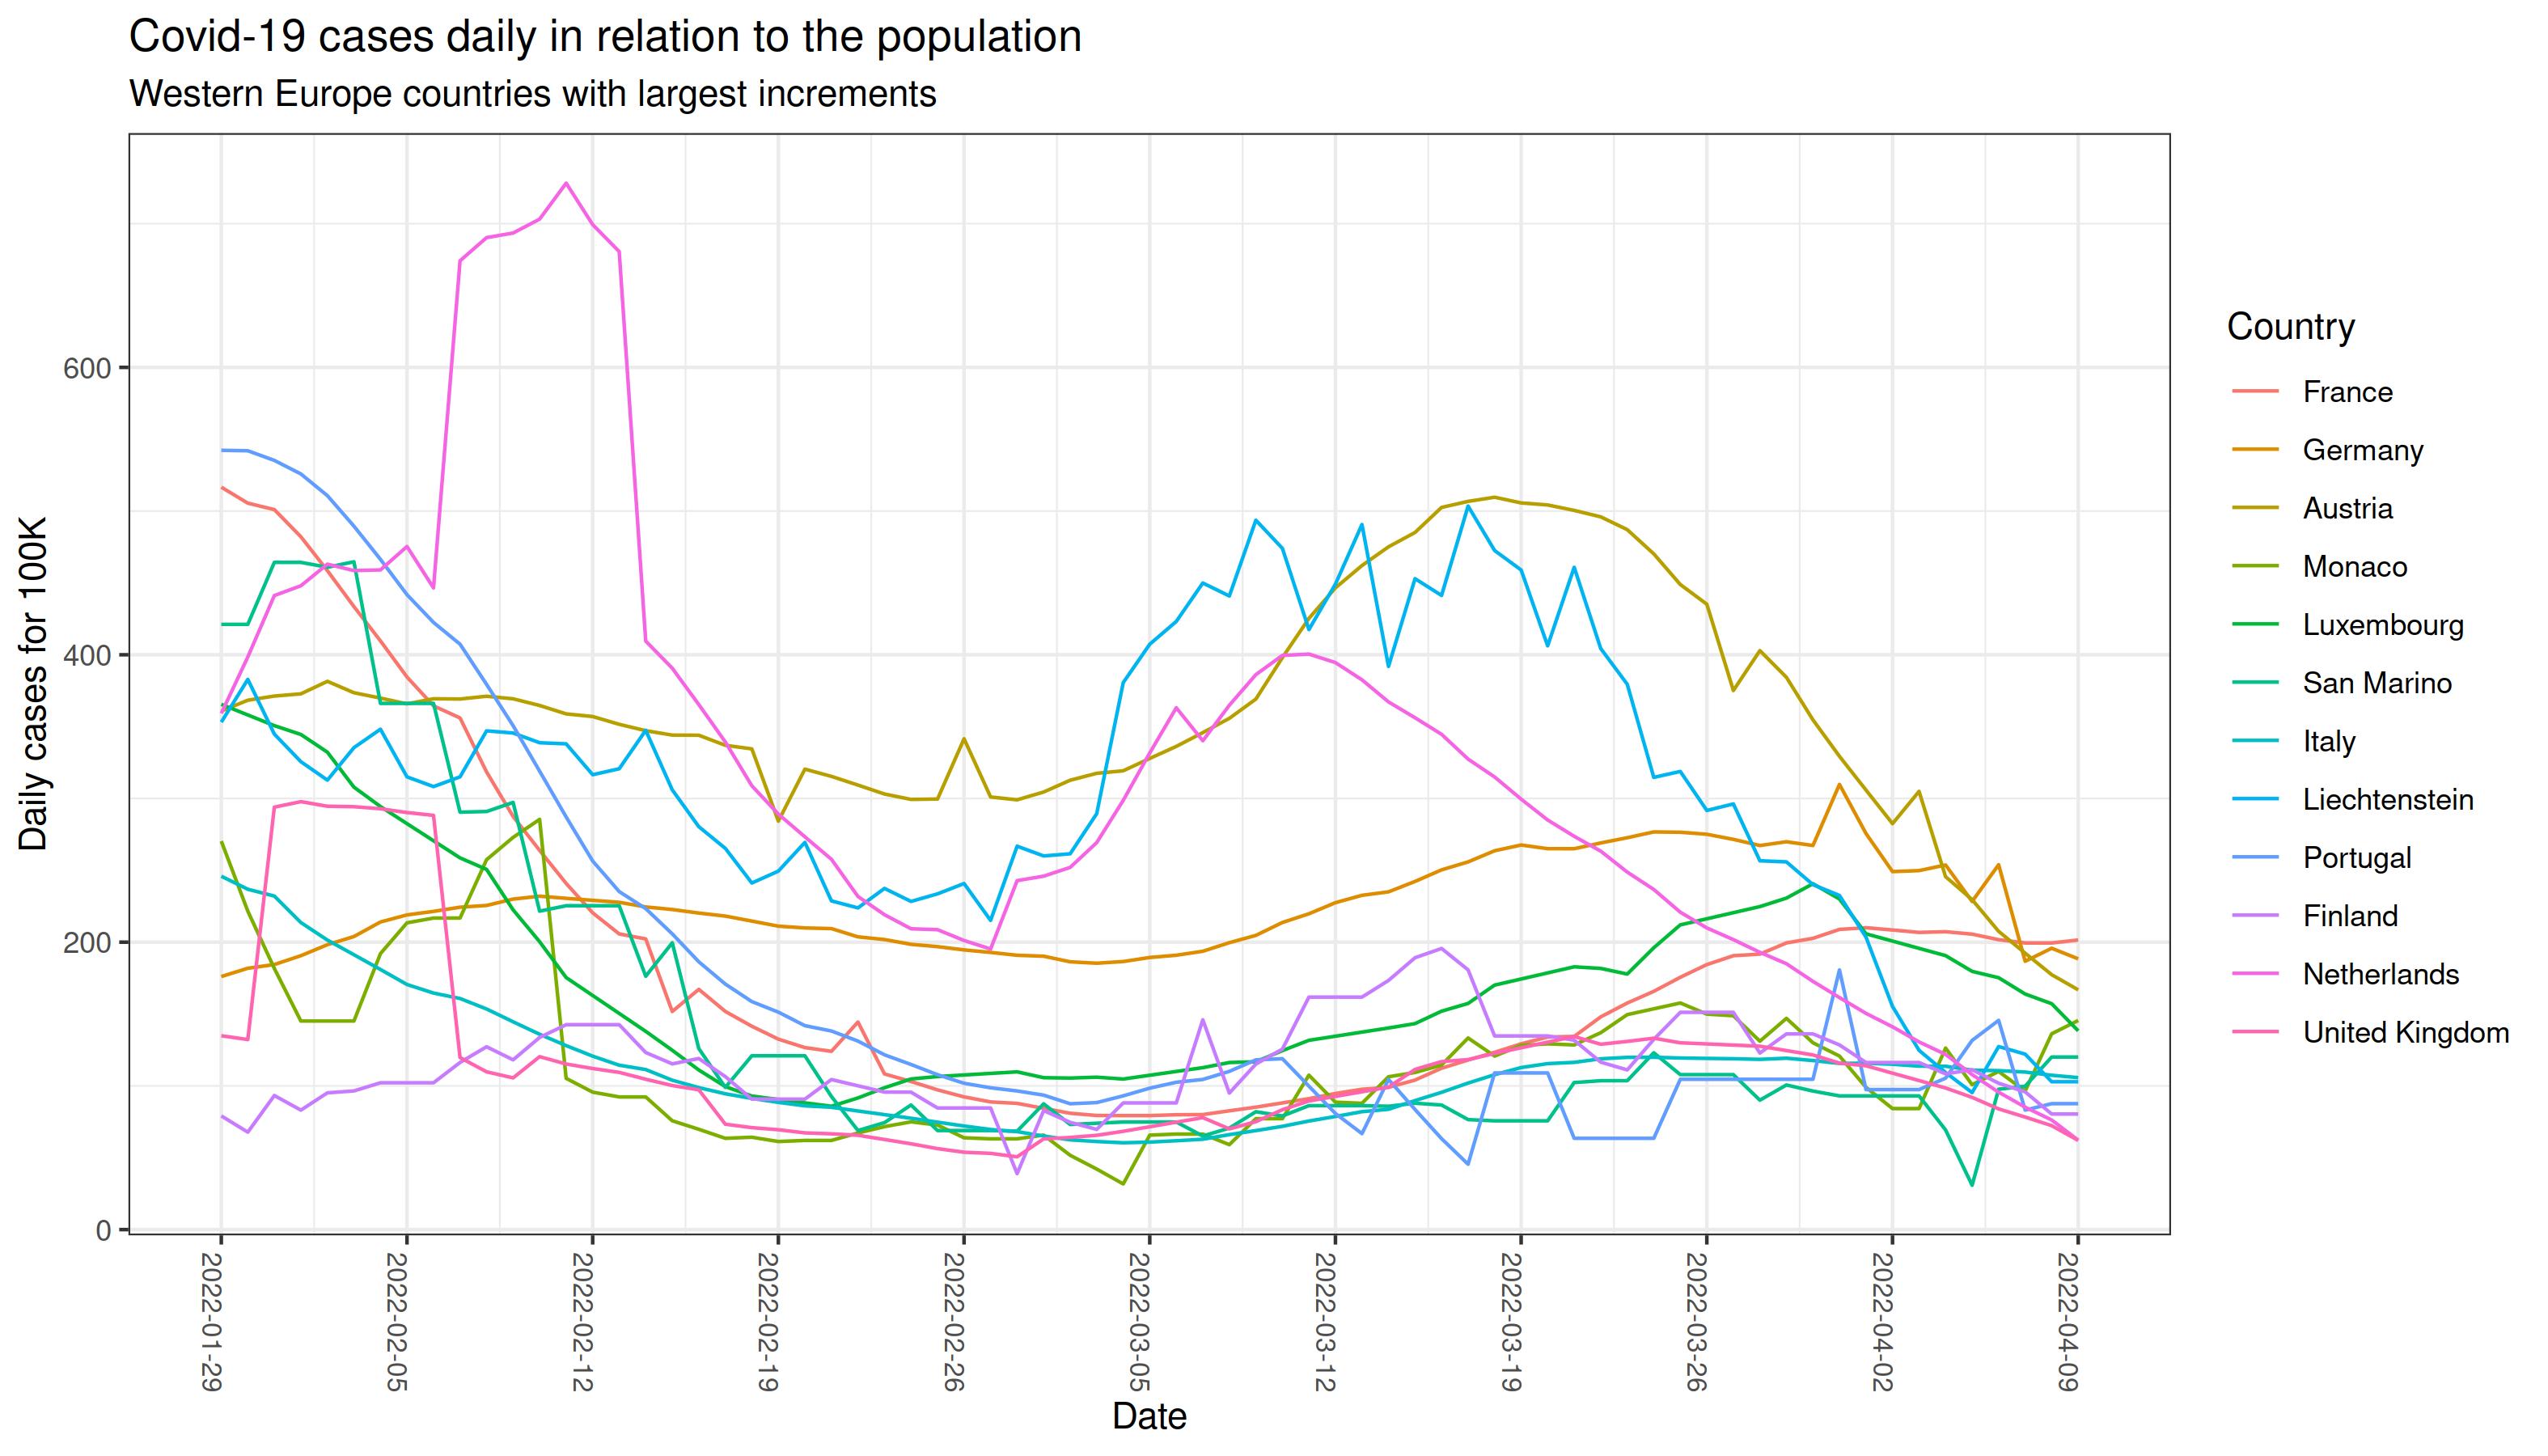 Covid-19 cases daily in relation to the population
Western Europe countries with largest increments
Daily cases for 100K
600
400
200
0
2022-01-29
2022-02-05
2022-02-12
2022-02-19
2022-02-26
2022-03-05
2022-03-12
2022-03-19
2022-03-26
2022-04-02
2022-04-09
Date
Country
France
Germany
Austria
Monaco
Luxembourg
San Marino
Italy
Liechtenstein
Portugal
Finland
Netherlands
United Kingdom